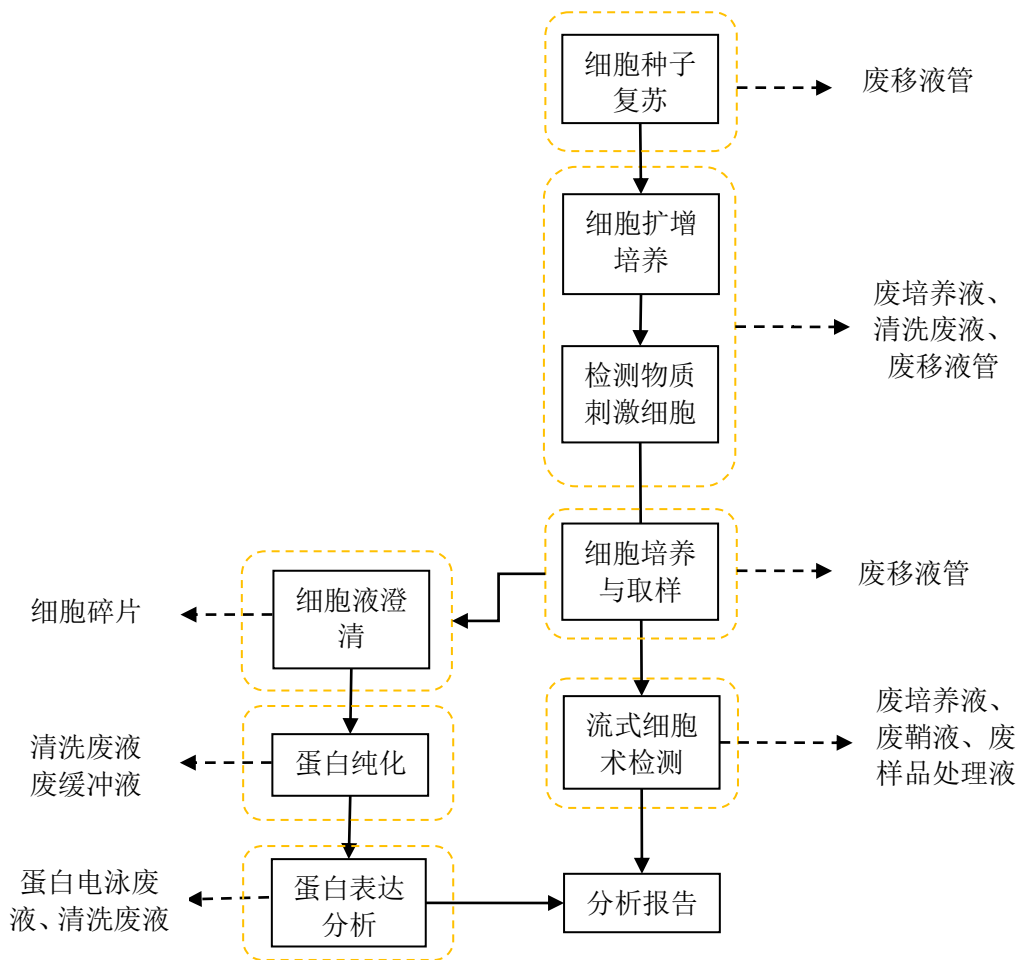 细胞种子
复苏
废移液管
细胞扩增
培养
废培养液、
清洗废液、
废移液管
检测物质
刺激细胞
细胞培养
与取样
废移液管
细胞碎片
细胞液澄
清
清洗废液
废缓冲液
蛋白纯化
流式细胞
术检测
废培养液、
废鞘液、废
样品处理液
蛋白电泳废
液、清洗废液
蛋白表达
分析
分析报告